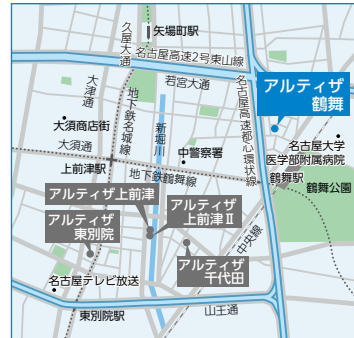 矢場町駅
久屋大通
名古屋高速2号東山線
若宮大通
大津通
地下鉄名城線
アルティザ
鶴舞
名古屋高速都心環状線
新堀川
大須商店街
大須通
中警察署
名古屋大学
医学部附属病院
上前津駅
地下鉄鶴舞線
鶴舞駅
鶴舞公園
アルティザ上前津
アルティザ
上前津Ⅱ
アルティザ
東別院
中央線
アルティザ
千代田
名古屋テレビ放送
東別院駅
山王通